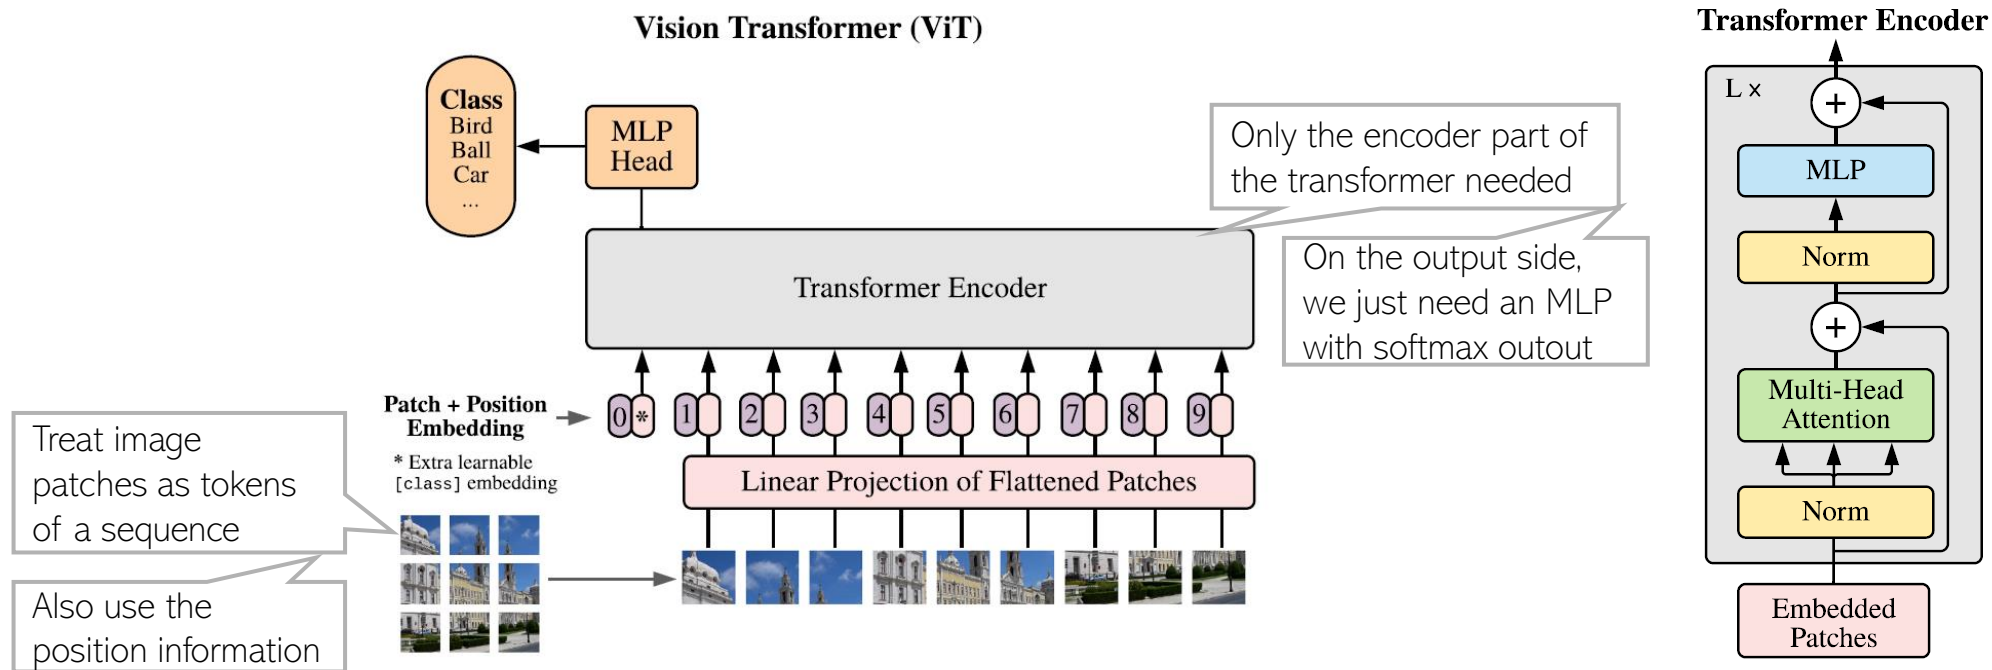 Vision Transformer (ViT)
Transformer Encoder
Class
Bird
Ball
Car
...
MLP
Head
Only the encoder part of
the transformer needed
On the output side,
we just need an MLP
with softmax outout
Transformer Encoder
Patch + Position
Embedding
* Extra learnable
[class] embedding
0 * 1 2 3 4 5 6 7 8 9
Linear Projection of Flattened Patches
Treat image
patches as tokens
of a sequence
Also use the
position information
L ×
+
MLP
Norm
+
Multi-Head
Attention
Norm
Embedded
Patches